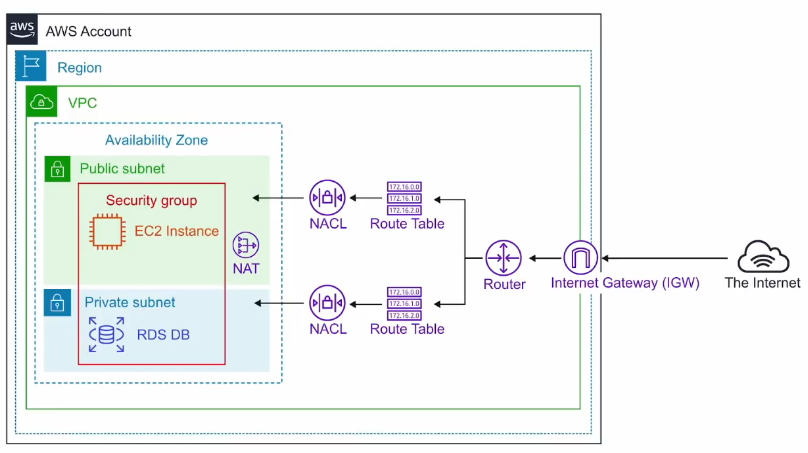 aws
AWS Account
Region
VPC
Availability Zone
Public subnet
Security group
EC2 Instance
NAT
NACL
172.16.0.0
172.16.1.0
172.16.2.0
Route Table
Private subnet
RDS DB
NACL
172.16.0.0
172.16.1.0
172.16.2.0
Route Table
Router
Internet Gateway (IGW)
The Internet